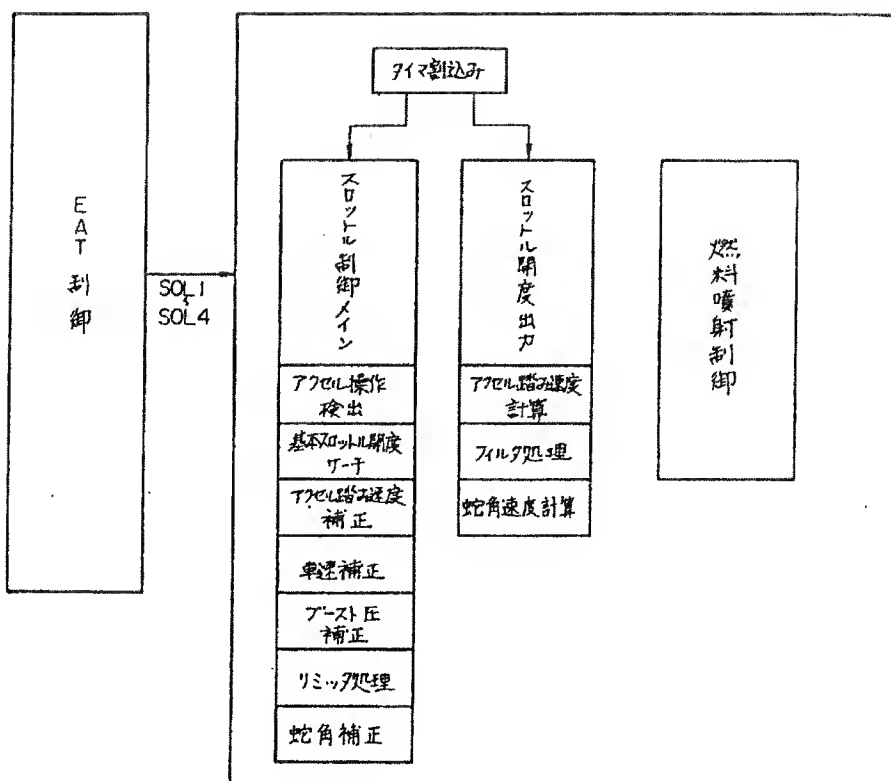 タイマ割込み
EAT制御
SOL1
〜
SOL4
スロットル制御メイン
スロットル開度出力
燃料噴射制御
アクセル操作
検出
基本スロットル開度
サーチ
アクセル踏み速度
補正
車速補正
ブースト圧
補正
リミッタ処理
蛇角補正
アクセル踏み速度
計算
フィルタ処理
蛇角速度計算